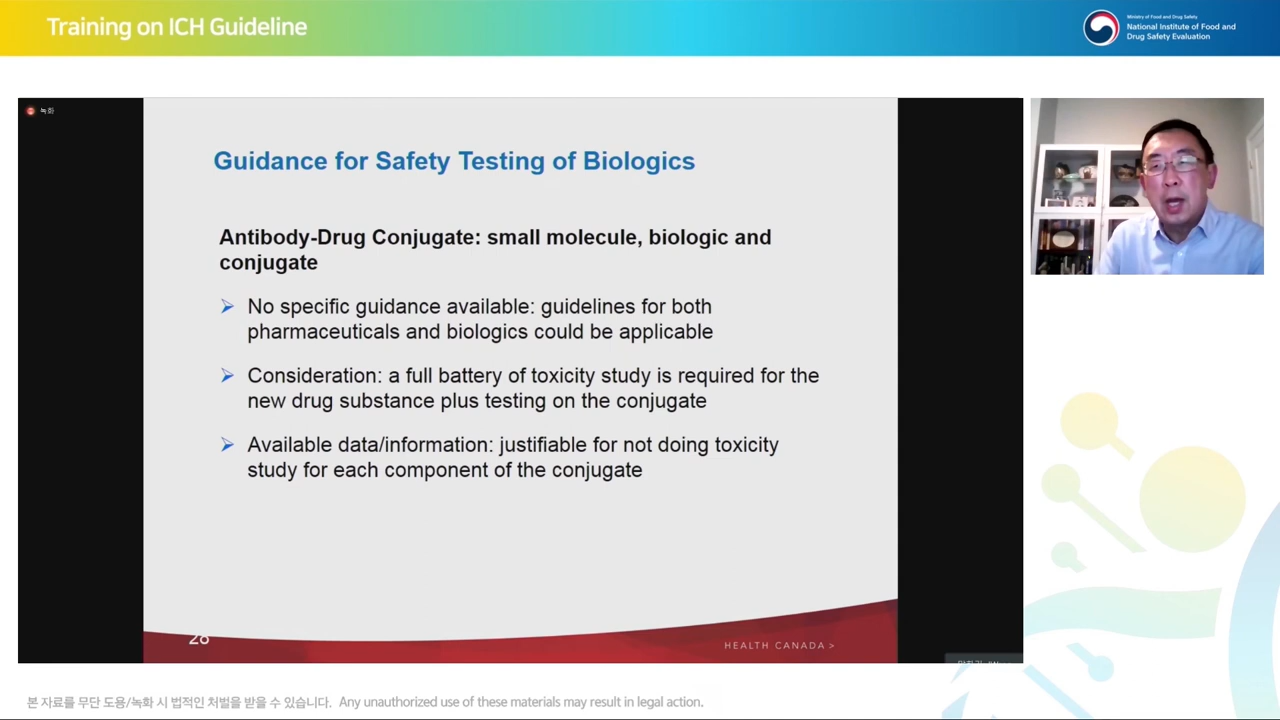 Training on ICH Guideline
Ministry of Food and Drug Safety
National Institute of Food and
Drug Safety Evaluation
녹화
Guidance for Safety Testing of Biologics
Antibody-Drug Conjugate: small molecule, biologic and
conjugate
No specific guidance available: guidelines for both
pharmaceuticals and biologics could be applicable
Consideration: a full battery of toxicity study is required for the
new drug substance plus testing on the conjugate
Available data/information: justifiable for not doing toxicity
study for each component of the conjugate
28
HEALTH CANADA >
본 자료를 무단 도용/녹화 시 법적인 처벌을 받을 수 있습니다. Any unauthorized use of these materials may result in legal action.